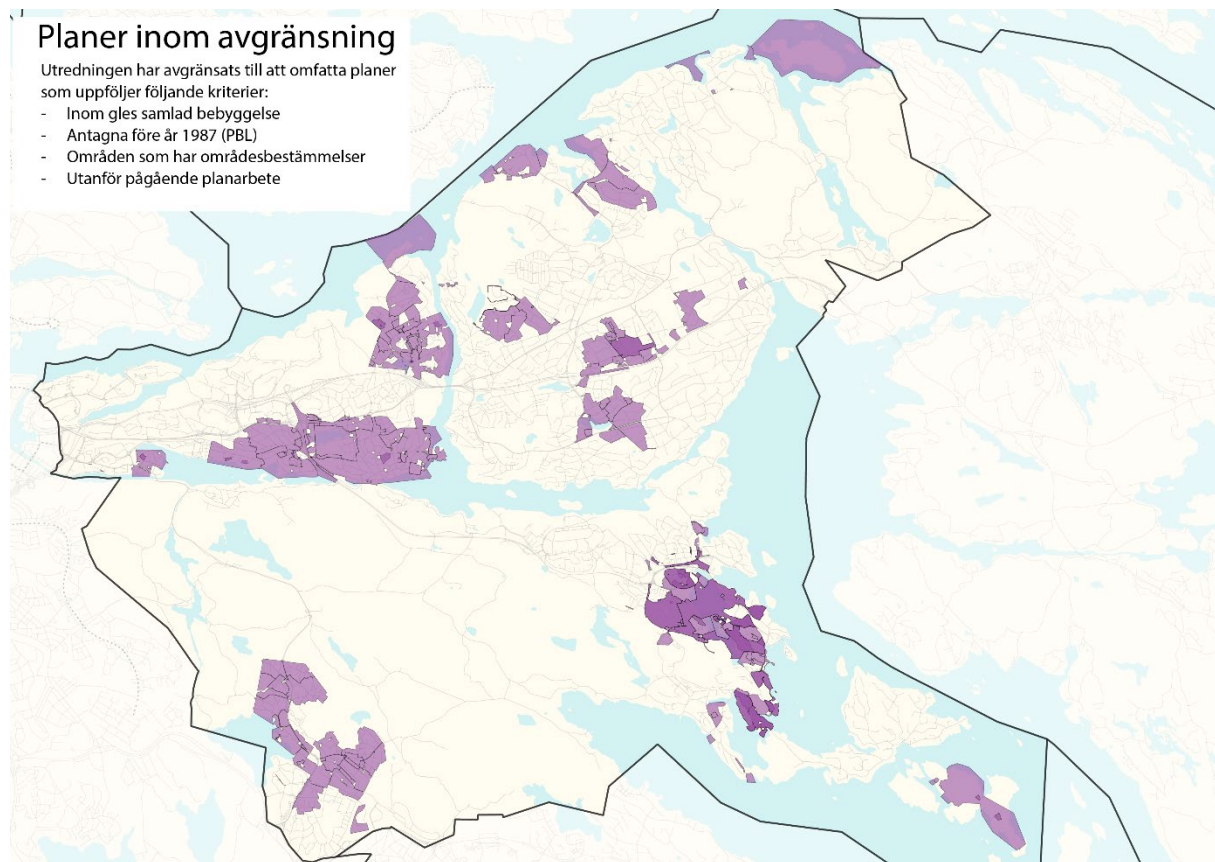 Planer inom avgränsning
Utredningen har avgränsats till att omfatta planer
som uppföljer följande kriterier:
- Inom gles samlad bebyggelse
- Antagna före år 1987 (PBL)
- Områden som har områdesbestämmelser
- Utanför pågående planarbete